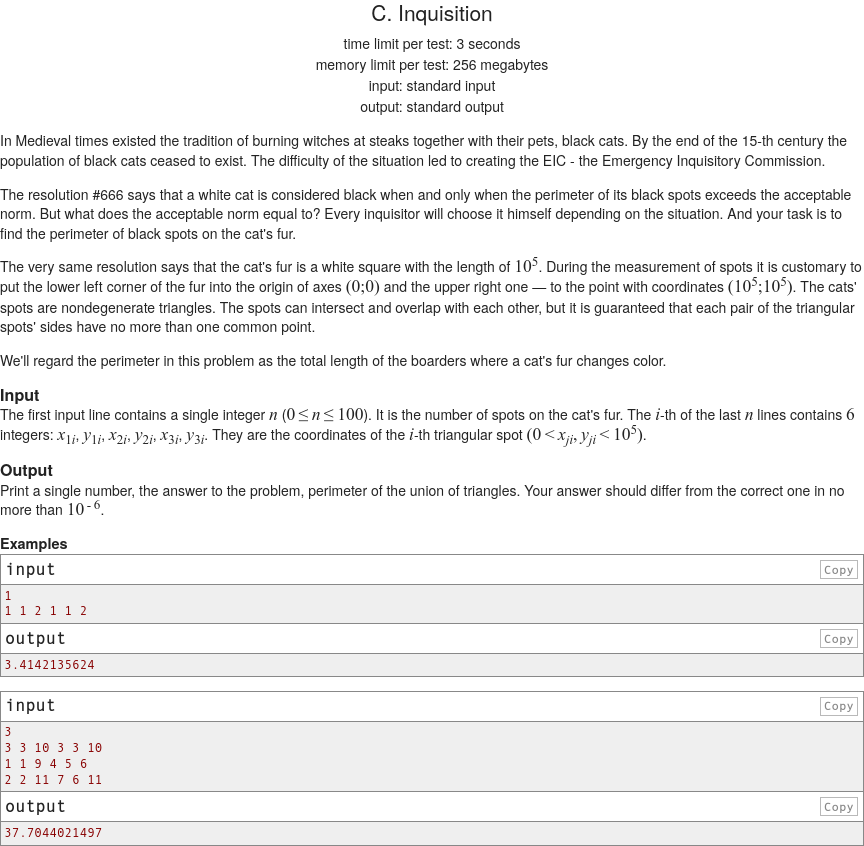 C. Inquisition
time limit per test: 3 seconds
memory limit per test: 256 megabytes
input: standard input
output: standard output
In Medieval times existed the tradition of burning witches at steaks together with their pets, black cats. By the end of the 15-th century the
population of black cats ceased to exist. The difficulty of the situation led to creating the EIC - the Emergency Inquisitory Commission.
The resolution #666 says that a white cat is considered black when and only when the perimeter of its black spots exceeds the acceptable
norm. But what does the acceptable norm equal to? Every inquisitor will choose it himself depending on the situation. And your task is to
find the perimeter of black spots on the cat's fur.
The very same resolution says that the cat's fur is a white square with the length of 10^5. During the measurement of spots it is customary to
put the lower left corner of the fur into the origin of axes (0;0) and the upper right one — to the point with coordinates (10^5;10^5). The cats'
spots are nondegenerate triangles. The spots can intersect and overlap with each other, but it is guaranteed that each pair of the triangular
spots' sides have no more than one common point.
We'll regard the perimeter in this problem as the total length of the boarders where a cat's fur changes color.
Input
The first input line contains a single integer n (0 ≤ n ≤ 100). It is the number of spots on the cat's fur. The i-th of the last n lines contains 6
integers: x_{1i}, y_{1i}, x_{2i}, y_{2i}, x_{3i}, y_{3i}. They are the coordinates of the i-th triangular spot (0 < x_{ji}, y_{ji} < 10^5).
Output
Print a single number, the answer to the problem, perimeter of the union of triangles. Your answer should differ from the correct one in no
more than 10^{-6}.
Examples
input Copy
1
1 1 2 1 1 2
output Copy
3.4142135624
input Copy
3
3 3 10 3 3 10
1 1 9 4 5 6
2 2 11 7 6 11
output Copy
37.7044021497